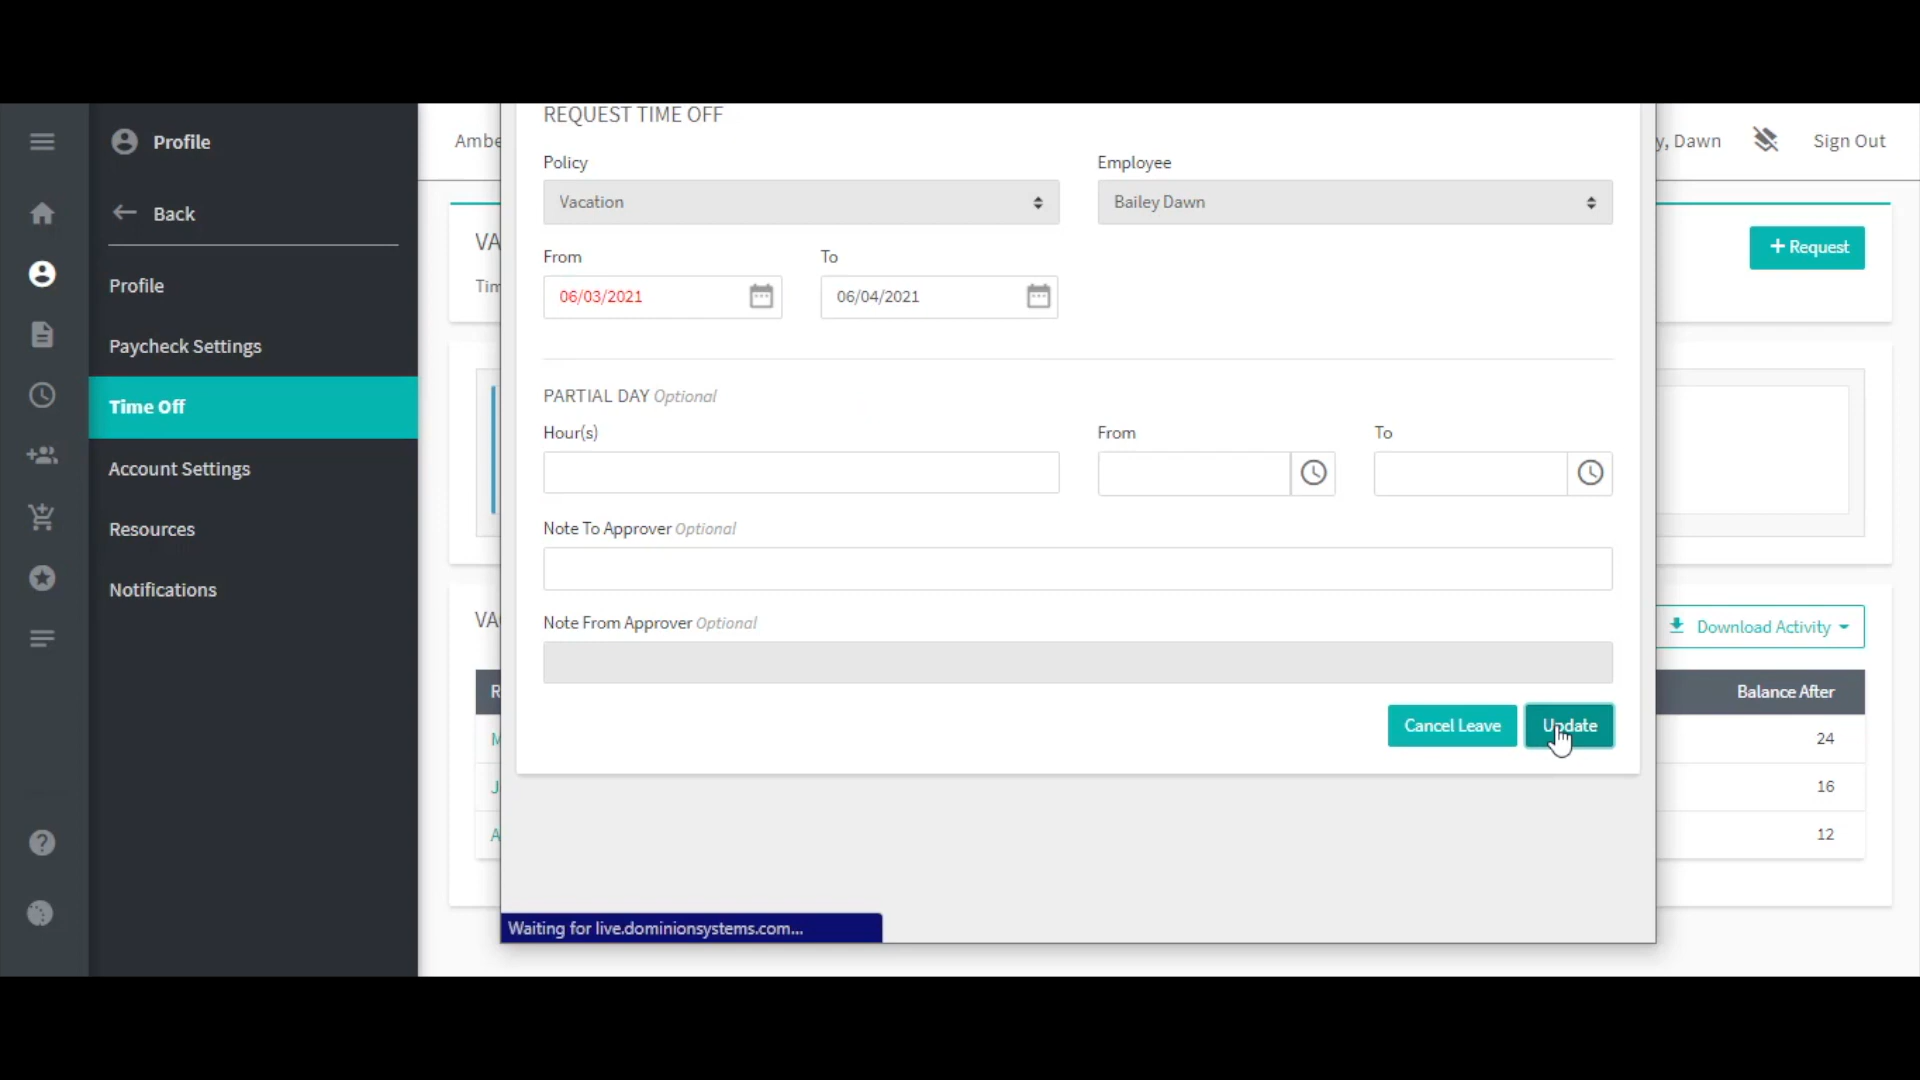 Profile
Back
Profile
Paycheck Settings
Time Off
Account Settings
Resources
Notifications
Ambe
y, Dawn
Sign Out
VA
Tim
+ Request
REQUEST TIME OFF
Policy
Employee
Vacation
Bailey Dawn
From
To
06/03/2021
06/04/2021
PARTIAL DAY Optional
Hour(s)
From
To
Note To Approver Optional
Note From Approver Optional
Cancel Leave
Update
VA
Download Activity
R
Balance After
M
24
J
16
A
12
Waiting for live.dominionsystems.com...